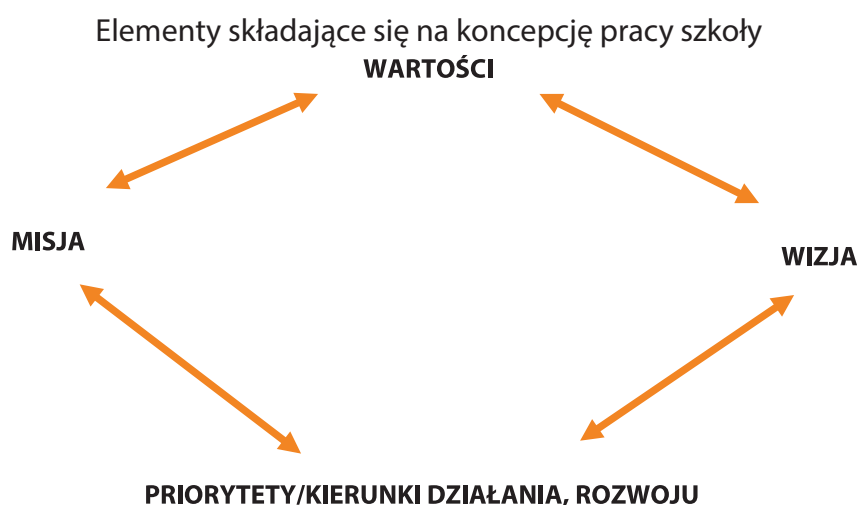 Elementy składające się na koncepcję pracy szkoły
WARTOŚCI
MISJA
WIZJA
PRIORYTETY/KIERUNKI DZIAŁANIA, ROZWOJU